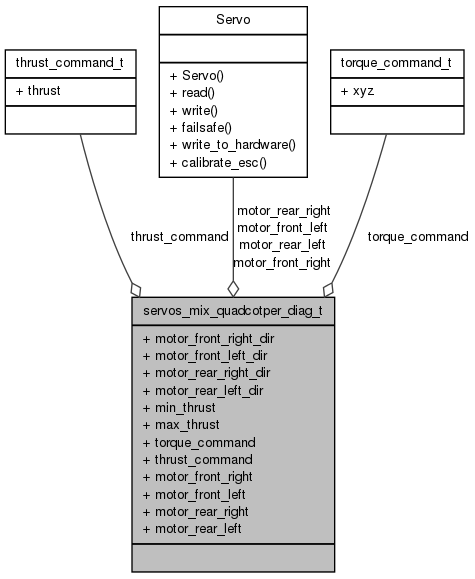 Servo
+ Servo()
+ read()
+ write()
+ failsafe()
+ write_to_hardware()
+ calibrate_esc()
thrust_command_t
+ thrust
torque_command_t
+ xyz
thrust_command
motor_rear_right
motor_front_left
motor_rear_left
motor_front_right
torque_command
servos_mix_quadcotper_diag_t
+ motor_front_right_dir
+ motor_front_left_dir
+ motor_rear_right_dir
+ motor_rear_left_dir
+ min_thrust
+ max_thrust
+ torque_command
+ thrust_command
+ motor_front_right
+ motor_front_left
+ motor_rear_right
+ motor_rear_left